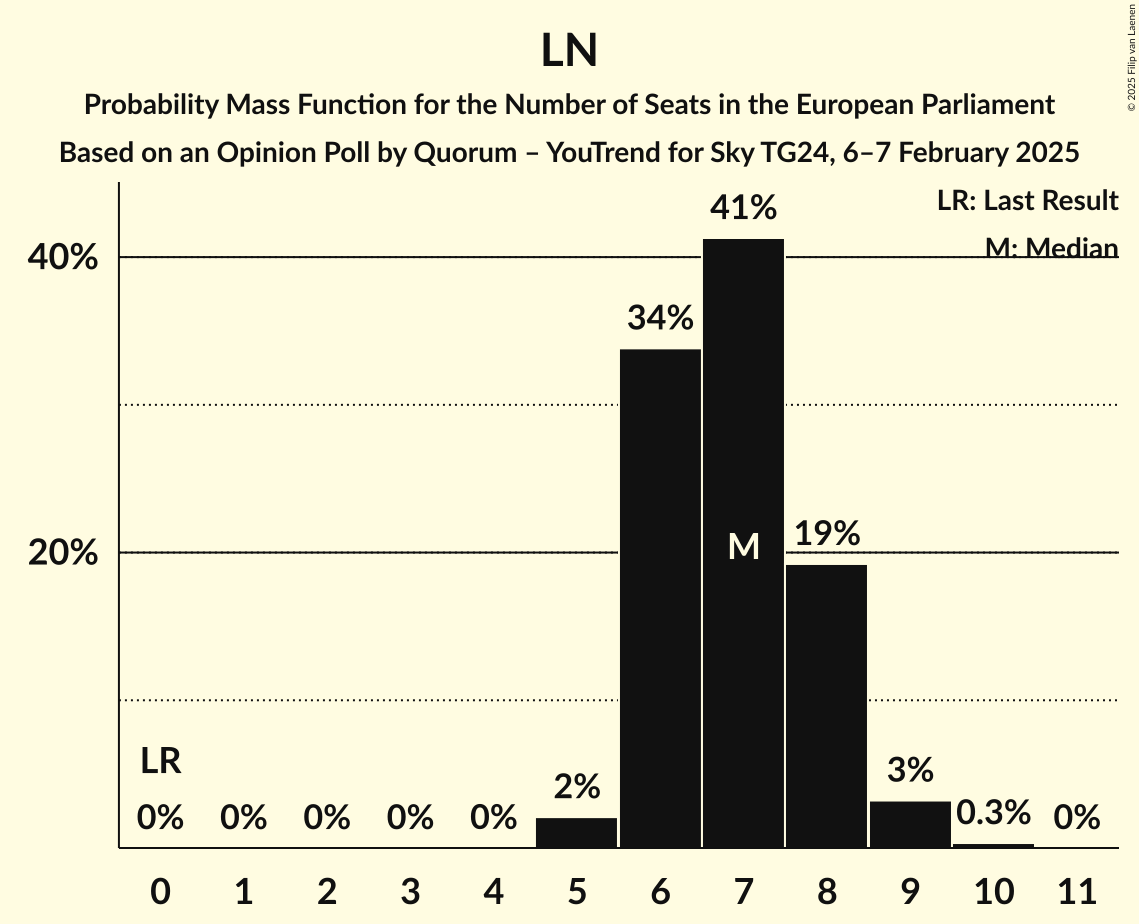 LN
Probability Mass Function for the Number of Seats in the European Parliament
Based on an Opinion Poll by Quorum – YouTrend for Sky TG24, 6–7 February 2025
© 2025 Filip van Laenen
LR: Last Result
M: Median
40%
20%
41%
34%
M
19%
LR
2%
3%
0% 0% 0% 0% 0% 0.3% 0%
0 1 2 3 4 5 6 7 8 9 10 11